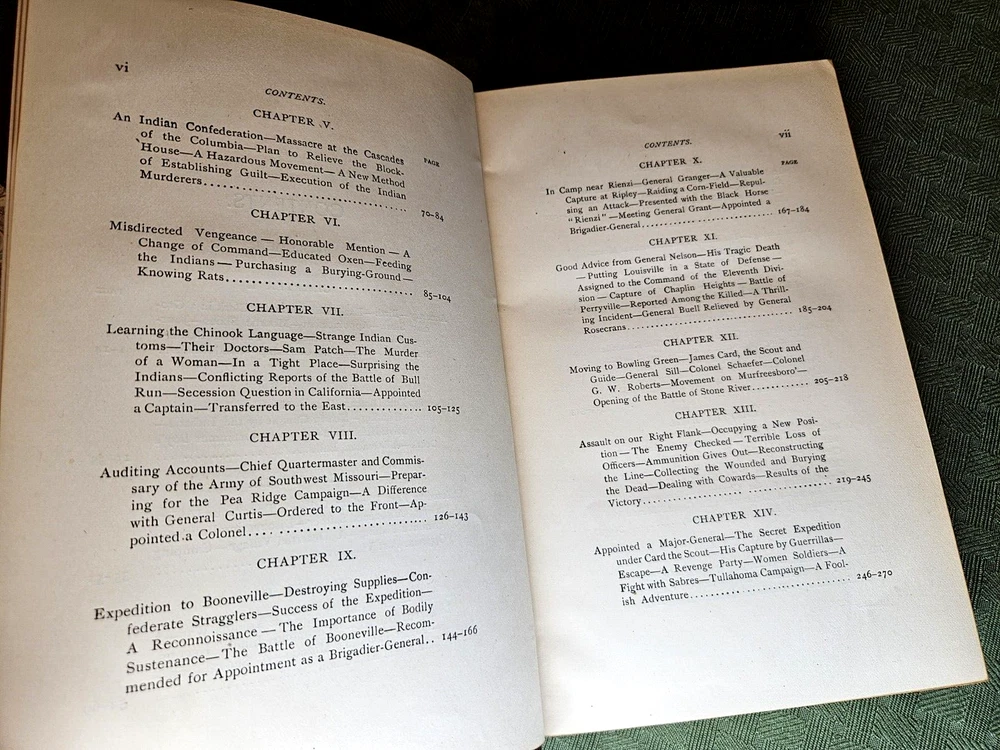 vi
CONTENTS.
CHAPTER V.
PAGE
An Indian Confederation—Massacre at the Cascades
of the Columbia—Plan to Relieve the Block-
House—A Hazardous Movement—A New Method
of Establishing Guilt—Execution of the Indian
Murderers.............................. 70-84
CHAPTER VI.
Misdirected Vengeance — Honorable Mention — A
Change of Command—Educated Oxen—Feeding
the Indians — Purchasing a Burying-Ground —
Knowing Rats.............................. 85-104
CHAPTER VII.
Learning the Chinook Language—Strange Indian Cus-
toms—Their Doctors—Sam Patch—The Murder
of a Woman—In a Tight Place—Surprising the
Indians—Conflicting Reports of the Battle of Bull
Run—Secession Question in California—Appointed
a Captain—Transferred to the East............. 105-125
CHAPTER VIII.
Auditing Accounts—Chief Quartermaster and Commis-
sary of the Army of Southwest Missouri—Prepar-
ing for the Pea Ridge Campaign—A Difference
with General Curtis—Ordered to the Front—Ap-
pointed a Colonel.............................. 126-143
CHAPTER IX.
Expedition to Booneville—Destroying Supplies—Con-
federate Stragglers—Success of the Expedition—
A Reconnoissance — The Importance of Bodily
Sustenance—The Battle of Booneville—Recom-
mended for Appointment as a Brigadier-General.. 144-166
vii
CONTENTS.
CHAPTER X.
PAGE
In Camp near Rienzi—General Granger—A Valuable
Capture at Ripley—Raiding a Corn-Field—Repul-
sing an Attack—Presented with the Black Horse
"Rienzi"—Meeting General Grant—Appointed a
Brigadier-General.............................. 167-184
CHAPTER XI.
Good Advice from General Nelson—His Tragic Death
—Putting Louisville in a State of Defense —
Assigned to the Command of the Eleventh Divi-
sion — Capture of Chaplin Heights — Battle of
Perryville—Reported Among the Killed—A Thrill-
ing Incident—General Buell Relieved by General
Rosecrans.............................. 185-204
CHAPTER XII.
Moving to Bowling Green—James Card, the Scout and
Guide—General Sill—Colonel Schaefer—Colonel
G. W. Roberts—Movement on Murfreesboro'—
Opening of the Battle of Stone River........... 205-218
CHAPTER XIII.
Assault on our Right Flank—Occupying a New Posi-
tion — The Enemy Checked — Terrible Loss of
Officers—Ammunition Gives Out—Reconstructing
the Line—Collecting the Wounded and Burying
the Dead—Dealing with Cowards—Results of the
Victory.............................. 219-245
CHAPTER XIV.
Appointed a Major-General—The Secret Expedition
under Card the Scout—His Capture by Guerrillas—
Escape—A Revenge Party—Women Soldiers—A
Fight with Sabres—Tullahoma Campaign—A Fool-
ish Adventure.............................. 246-270